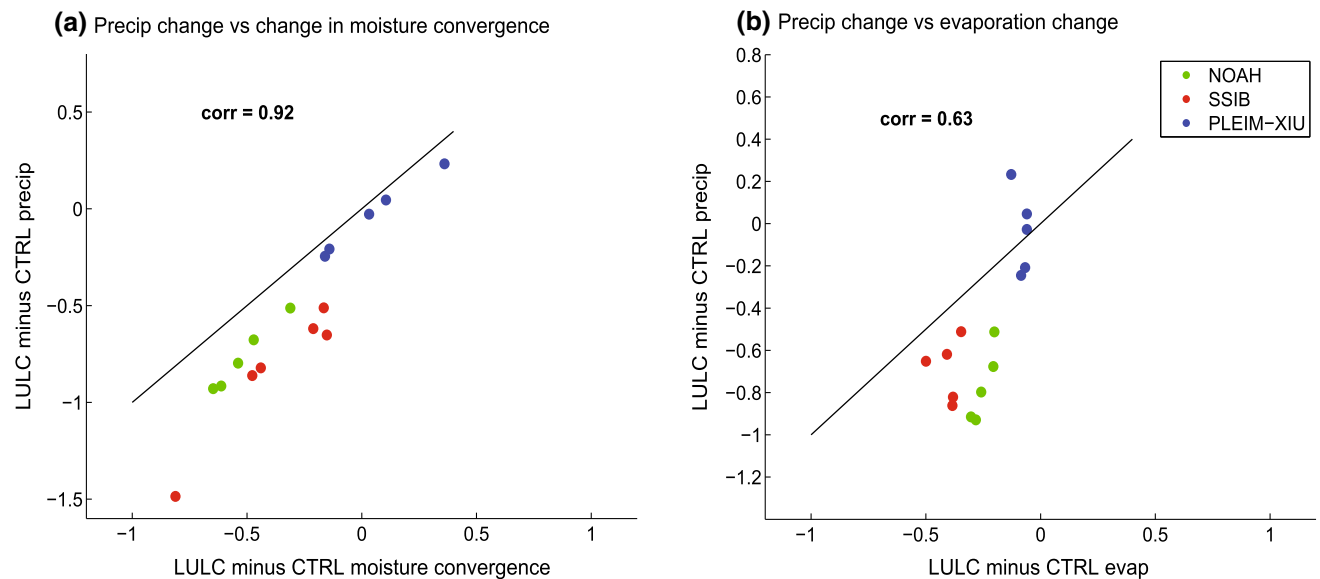 (a) Precip change vs change in moisture convergence
corr = 0.92
0.5
0
−0.5
−1
−1.5
LULC minus CTRL precip
−1
−0.5
0
0.5
1
LULC minus CTRL moisture convergence
(b) Precip change vs evaporation change
NOAH
SSIB
PLEIM−XIU
corr = 0.63
0.8
0.6
0.4
0.2
0
−0.2
−0.4
−0.6
−0.8
−1
−1.2
LULC minus CTRL precip
−1
−0.5
0
0.5
1
LULC minus CTRL evap